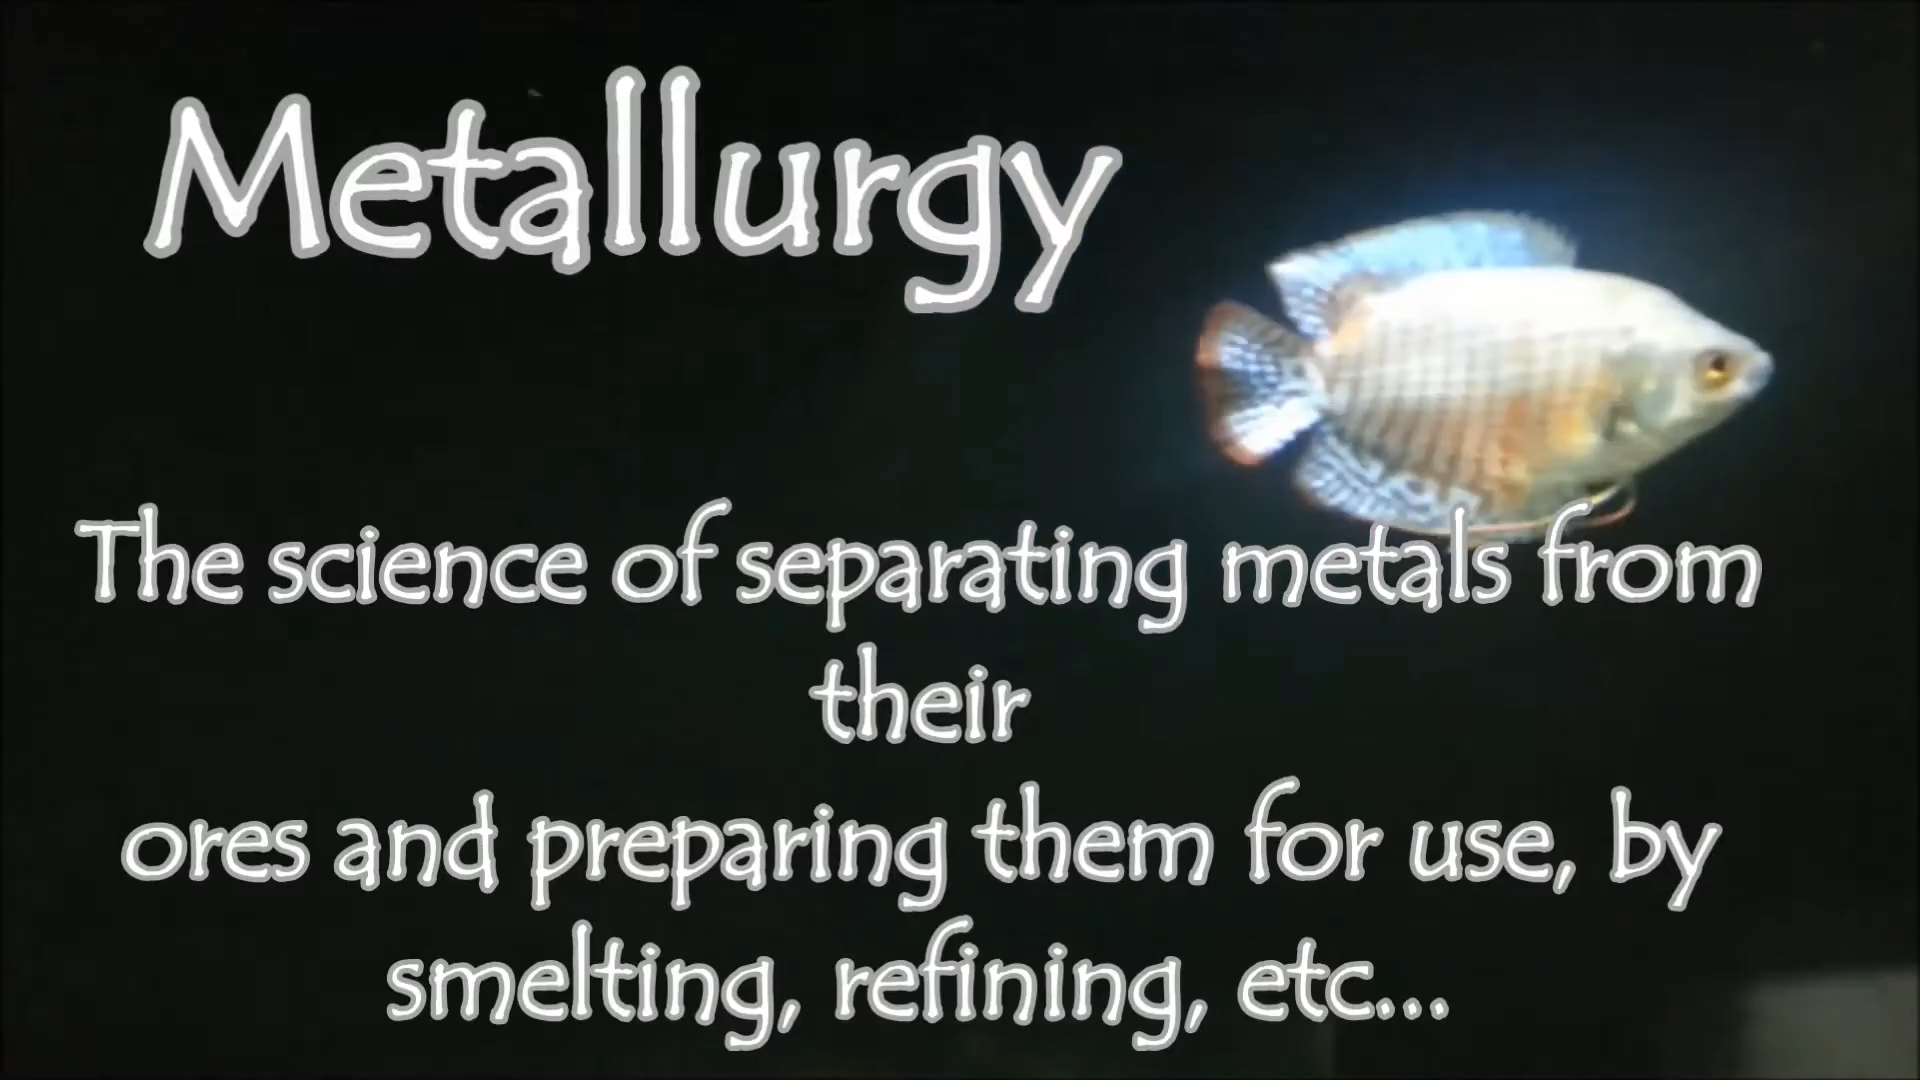 Metallurgy
The science of separating metals from
their
ores and preparing them for use, by
smelting, refining, etc...